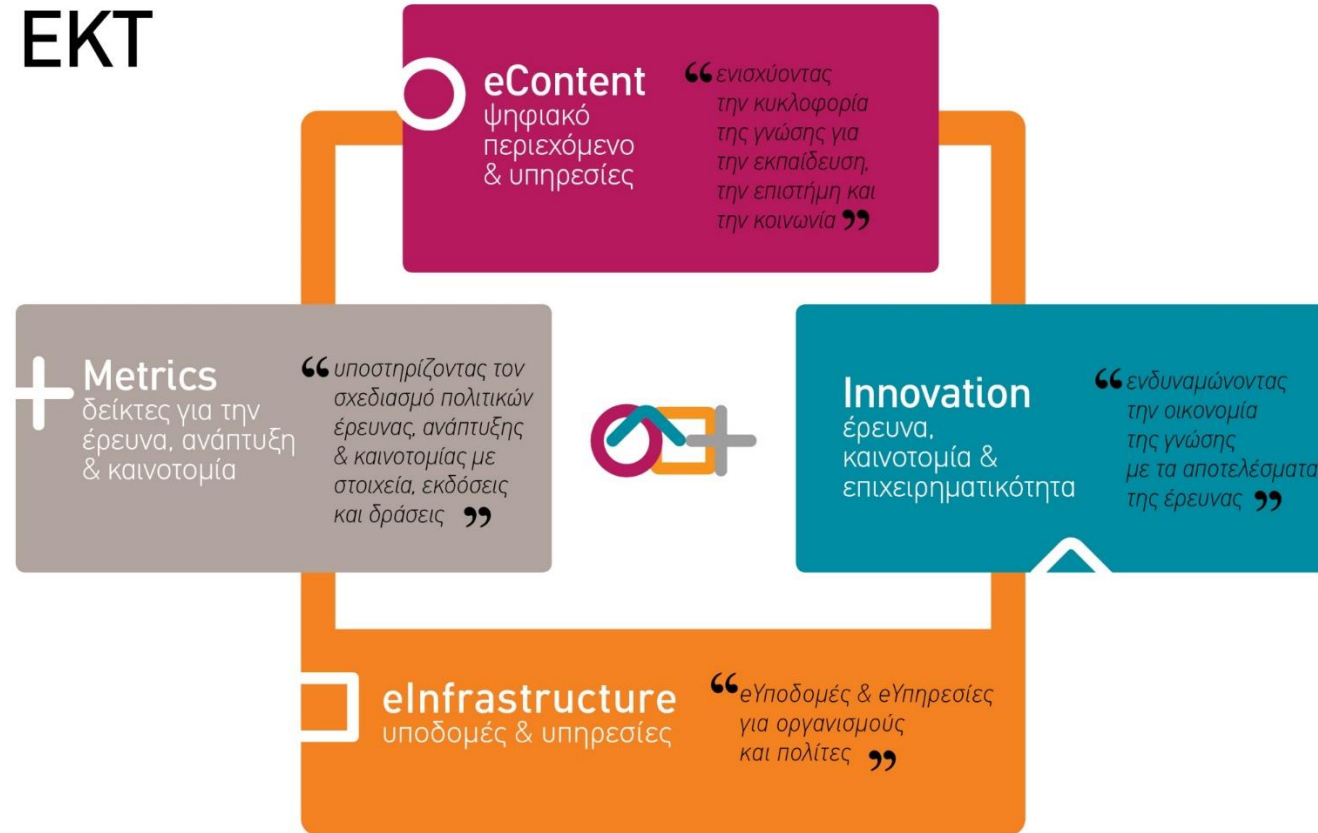 EKT
eContent
ψηφιακό
περιεχόμενο
& υπηρεσίες
“ ενισχύοντας
την κυκλοφορία
της γνώσης για
την εκπαίδευση,
την επιστήμη και
την κοινωνία ”
Metrics
δείκτες για την
έρευνα, ανάπτυξη
& καινοτομία
“ υποστηρίζοντας τον
σχεδιασμό πολιτικών
έρευνας, ανάπτυξης
& καινοτομίας με
στοιχεία, εκδόσεις
και δράσεις ”
Innovation
έρευνα,
καινοτομία &
επιχειρηματικότητα
“ ενδυναμώνοντας
την οικονομία
της γνώσης
με τα αποτελέσματα
της έρευνας ”
eInfrastructure
υποδομές & υπηρεσίες
“ eΥποδομές & eΥπηρεσίες
για οργανισμούς
και πολίτες ”